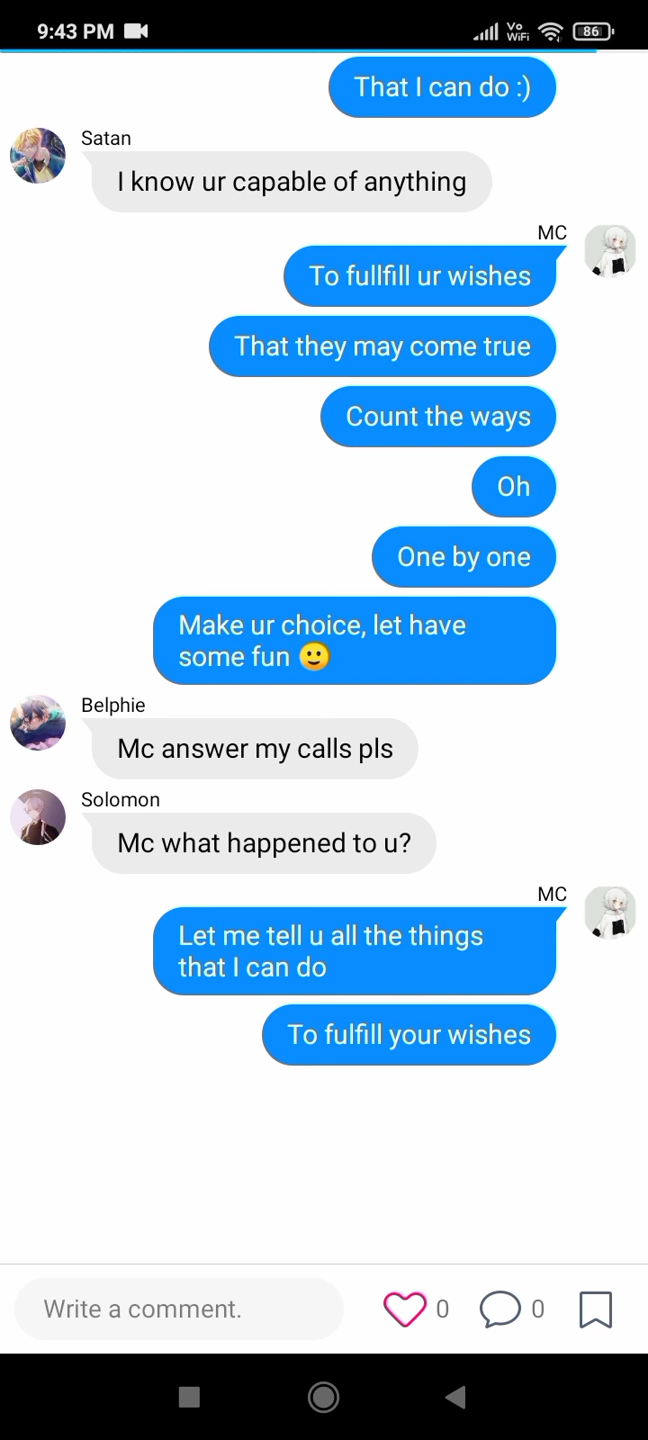 9:43 PM
Vo
WiFi
86
That I can do :)
Satan
I know ur capable of anything
MC
To fullfill ur wishes
That they may come true
Count the ways
Oh
One by one
Make ur choice, let have
some fun 🙂
Belphie
Mc answer my calls pls
Solomon
Mc what happened to u?
MC
Let me tell u all the things
that I can do
To fulfill your wishes
Write a comment.
0
0